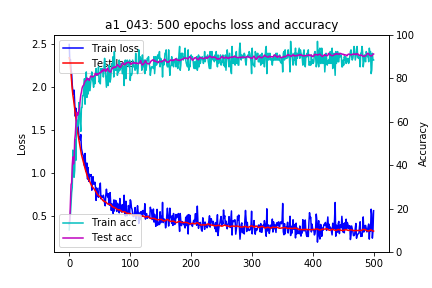 a1_043: 500 epochs loss and accuracy
2.5
2.0
1.5
1.0
0.5
Loss
100
80
60
40
20
0
Accuracy
Train loss
Test loss
Train acc
Test acc
0
100
200
300
400
500